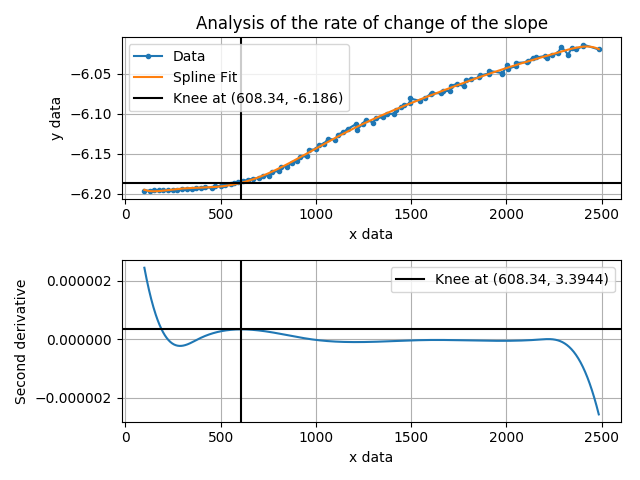 Analysis of the rate of change of the slope
Data
Spline Fit
Knee at (608.34, -6.186)
−6.05
−6.10
−6.15
−6.20
y data
0 500 1000 1500 2000 2500
x data
Knee at (608.34, 3.3944)
0.000002
0.000000
−0.000002
Second derivative
0 500 1000 1500 2000 2500
x data